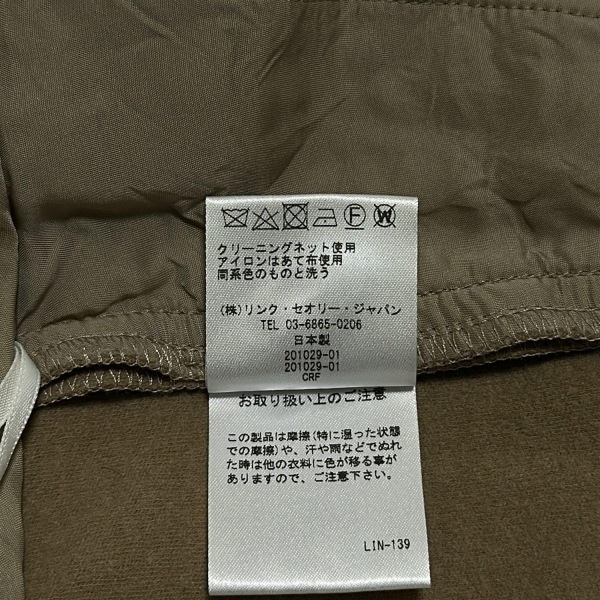 F W
クリーニングネット使用
アイロンはあて布使用
同系色のものと洗う
(株)リンク・セオリー・ジャパン
TEL 03-6865-0206
日本製
201029-01
201029-01
CRF
お取り扱い上のご注意
この製品は摩擦(特に湿った状態
での摩擦)や、汗や雨などでぬれ
た時は他の衣料に色が移る事が
ありますので、ご注意下さい。
LIN-139